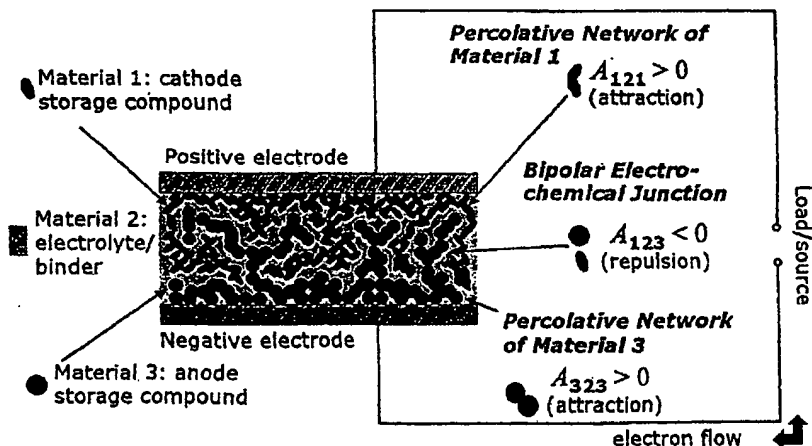 Percolative Network of
Material 1
A₁₂₁ > 0
(attraction)
Material 1: cathode
storage compound
Positive electrode
Bipolar Electro-
chemical Junction
A₁₂₃ < 0
(repulsion)
Material 2:
electrolyte/
binder
Load/source
Negative electrode
Percolative Network
of Material 3
A₃₂₃ > 0
(attraction)
Material 3: anode
storage compound
electron flow